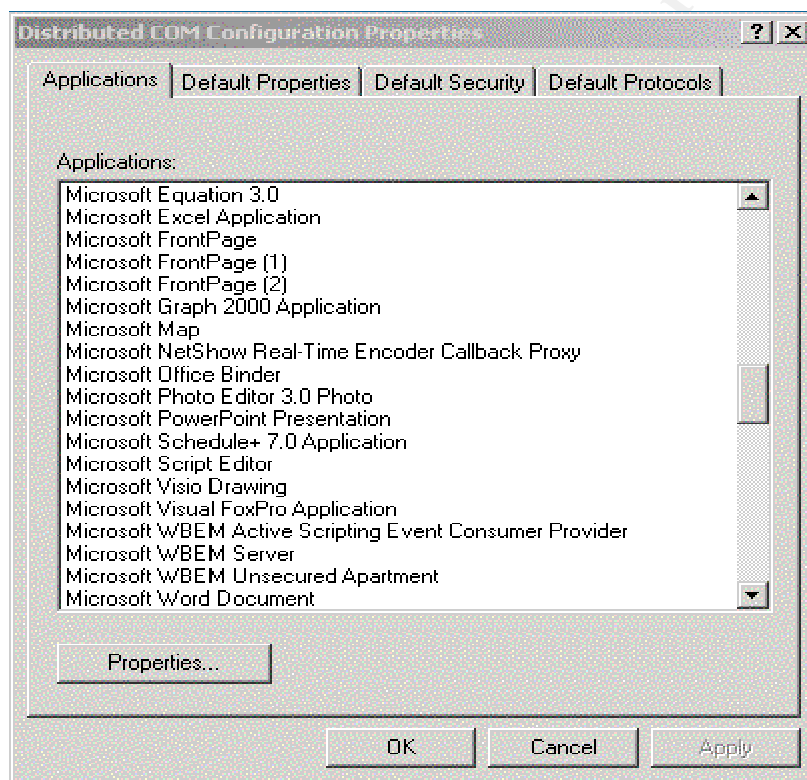 Distributed COM Configuration Properties
Applications
Default Properties
Default Security
Default Protocols
Applications:
Microsoft Equation 3.0
Microsoft Excel Application
Microsoft FrontPage
Microsoft FrontPage (1)
Microsoft FrontPage (2)
Microsoft Graph 2000 Application
Microsoft Map
Microsoft NetShow Real-Time Encoder Callback Proxy
Microsoft Office Binder
Microsoft Photo Editor 3.0 Photo
Microsoft PowerPoint Presentation
Microsoft Schedule+ 7.0 Application
Microsoft Script Editor
Microsoft Visio Drawing
Microsoft Visual FoxPro Application
Microsoft WBEM Active Scripting Event Consumer Provider
Microsoft WBEM Server
Microsoft WBEM Unsecured Apartment
Microsoft Word Document
Properties...
OK
Cancel
Apply